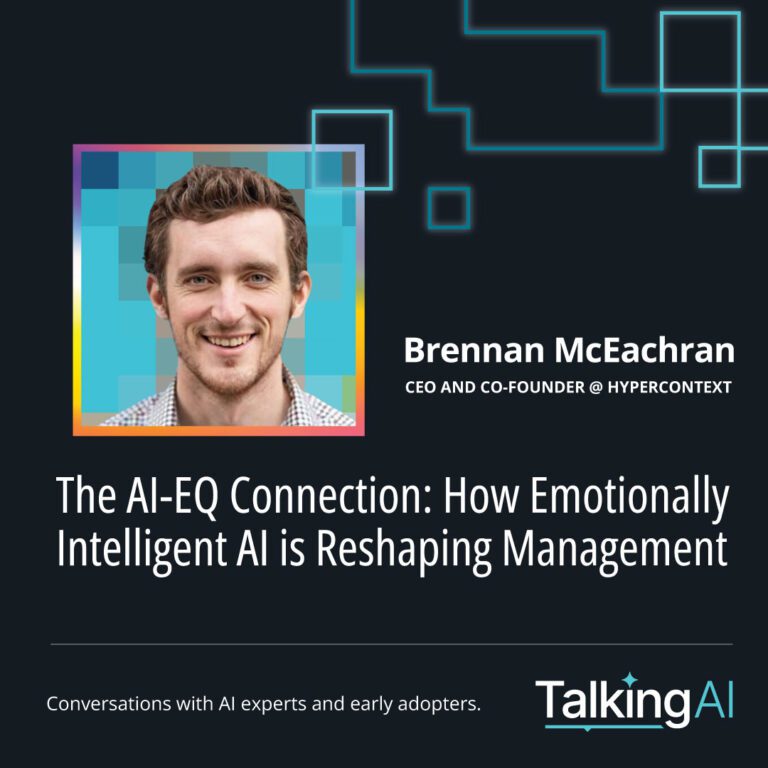 Brennan McEachran
CEO AND CO-FOUNDER @ HYPERCONTEXT
The AI-EQ Connection: How Emotionally
Intelligent AI is Reshaping Management
Conversations with AI experts and early adopters.
TalkingAI